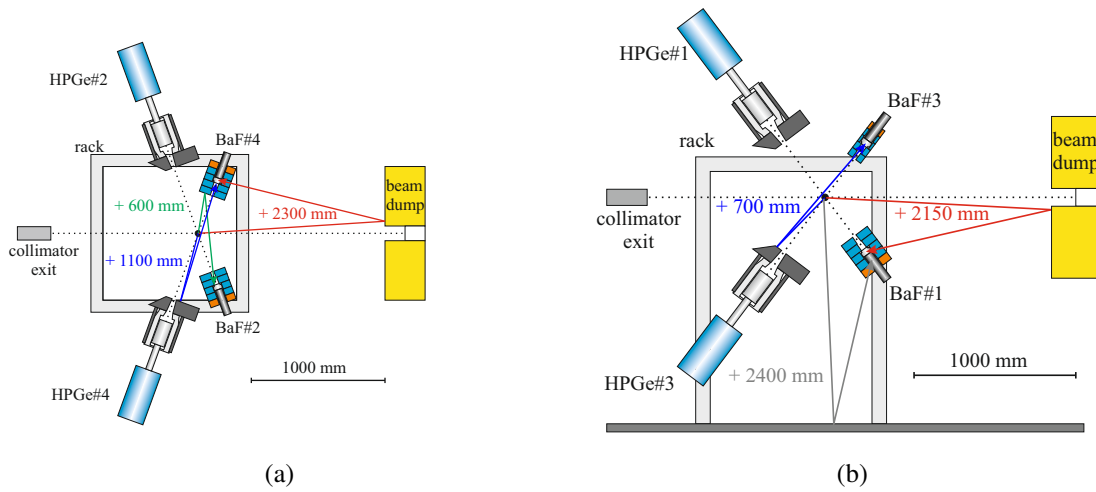 HPGe#2
rack
BaF#4
beam
dump
+ 600 mm
+ 2300 mm
collimator
exit
+ 1100 mm
BaF#2
1000 mm
HPGe#4
(a)
HPGe#1
BaF#3
rack
beam
dump
+ 700 mm
+ 2150 mm
collimator
exit
BaF#1
HPGe#3
+ 2400 mm
1000 mm
(b)